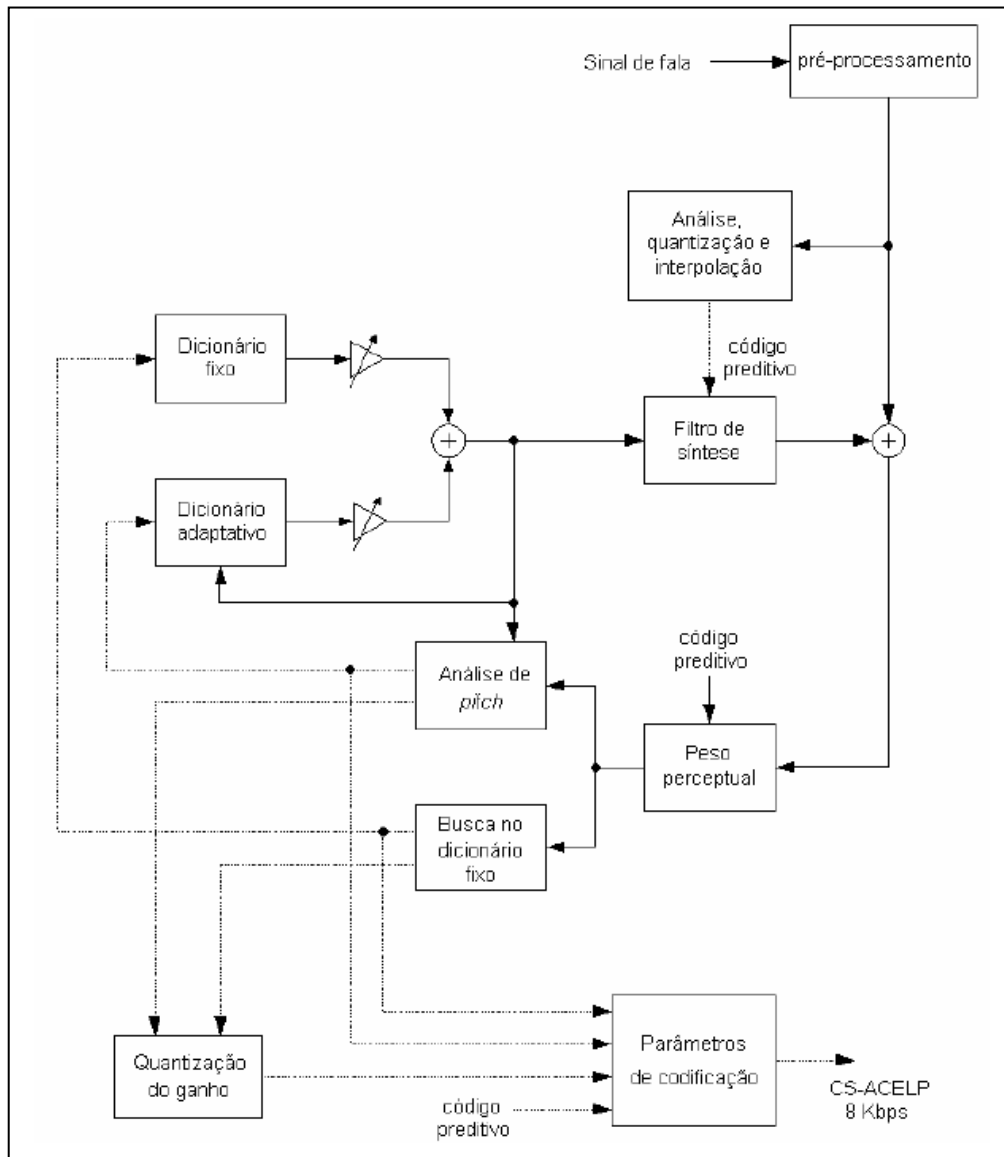 Sinal de fala
pré-processamento
Análise,
quantização e
interpolação
Dicionário
fixo
código
preditivo
+
Filtro de
síntese
+
Dicionário
adaptativo
código
preditivo
Análise de
pitch
Peso
perceptual
Busca no
dicionário
fixo
Parâmetros
de codificação
Quantização
do ganho
CS-ACELP
8 Kbps
código
preditivo